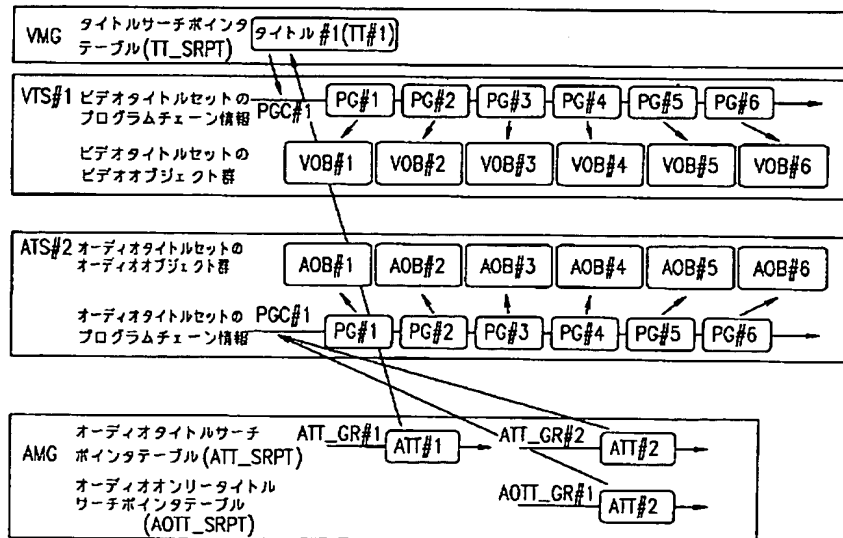 VMG タイトルサーチポインタ
テーブル(TT_SRPT)
タイトル#1(TT#1)
VTS#1 ビデオタイトルセットの
プログラムチェーン情報
PGC#1
PG#1 PG#2 PG#3 PG#4 PG#5 PG#6
ビデオタイトルセットの
ビデオオブジェクト群
VOB#1 VOB#2 VOB#3 VOB#4 VOB#5 VOB#6
ATS#2 オーディオタイトルセットの
オーディオオブジェクト群
AOB#1 AOB#2 AOB#3 AOB#4 AOB#5 AOB#6
オーディオタイトルセットの
プログラムチェーン情報
PGC#1
PG#1 PG#2 PG#3 PG#4 PG#5 PG#6
AMG
オーディオタイトルサーチ
ポインタテーブル(ATT_SRPT)
ATT_GR#1 ATT#1 ATT_GR#2 ATT#2
オーディオオンリータイトル
サーチポインタテーブル
(AOTT_SRPT)
AOTT_GR#1 ATT#2